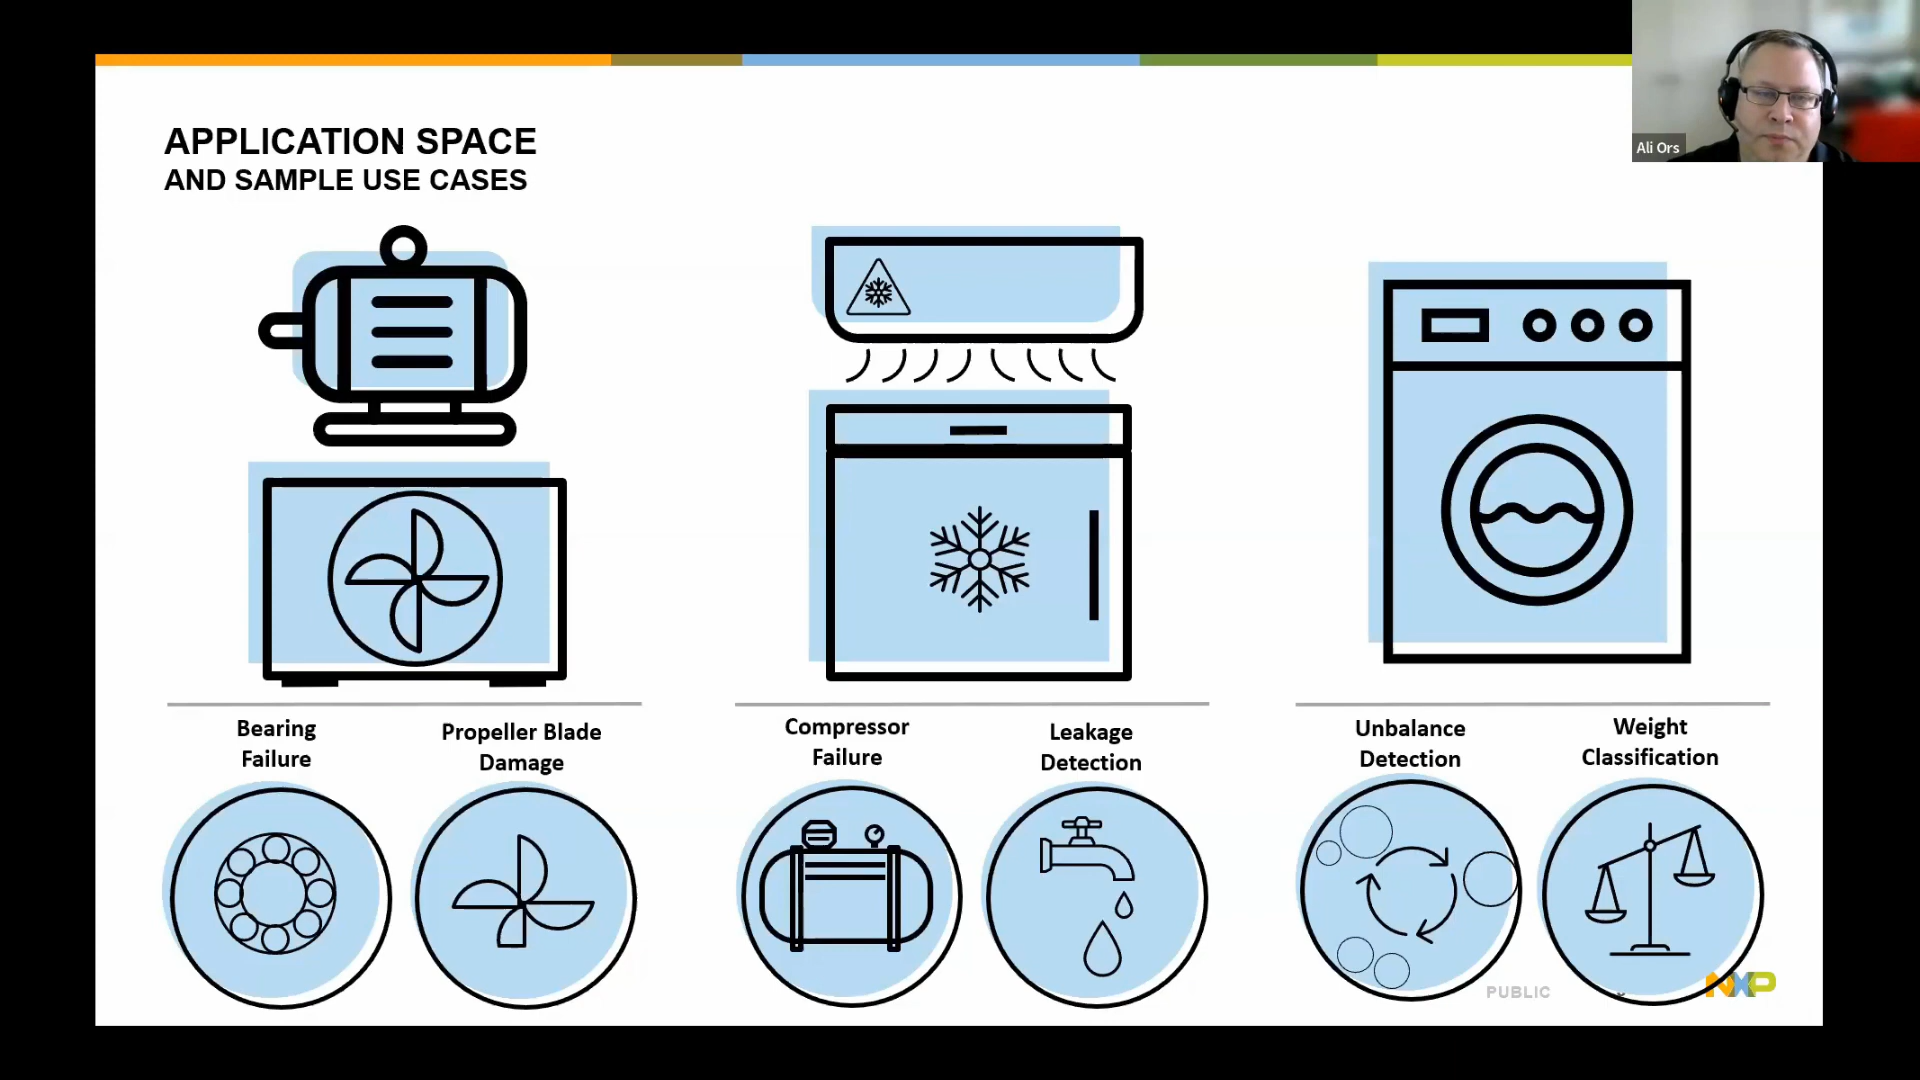 Ali Ors
APPLICATION SPACE
AND SAMPLE USE CASES
Bearing
Failure
Propeller Blade
Damage
Compressor
Failure
Leakage
Detection
Unbalance
Detection
Weight
Classification
PUBLIC
NXP